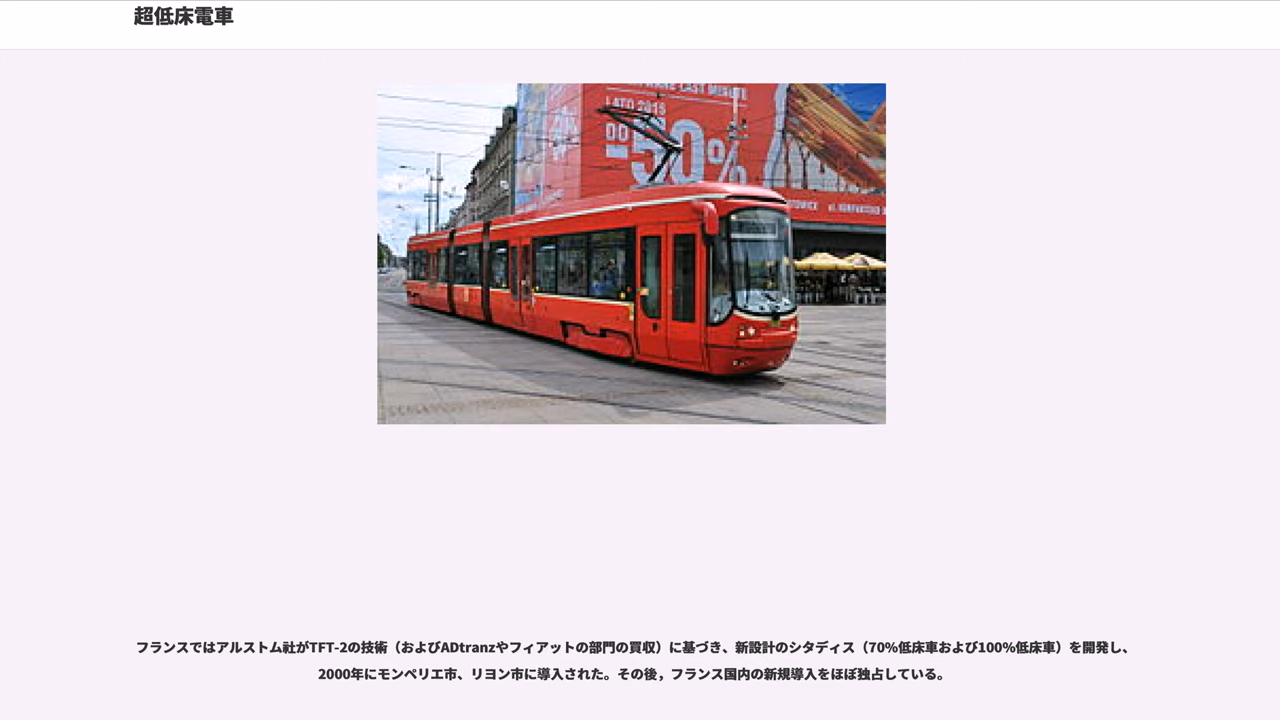 超低床電車
LAST MINUTE
LATO 2015
DO
50%
フランスではアルストム社がTFT-2の技術（およびADtranzやフィアットの部門の買収）に基づき、新設計のシタディス（70%低床車および100%低床車）を開発し、
2000年にモンペリエ市、リヨン市に導入された。その後，フランス国内の新規導入をほぼ独占している。